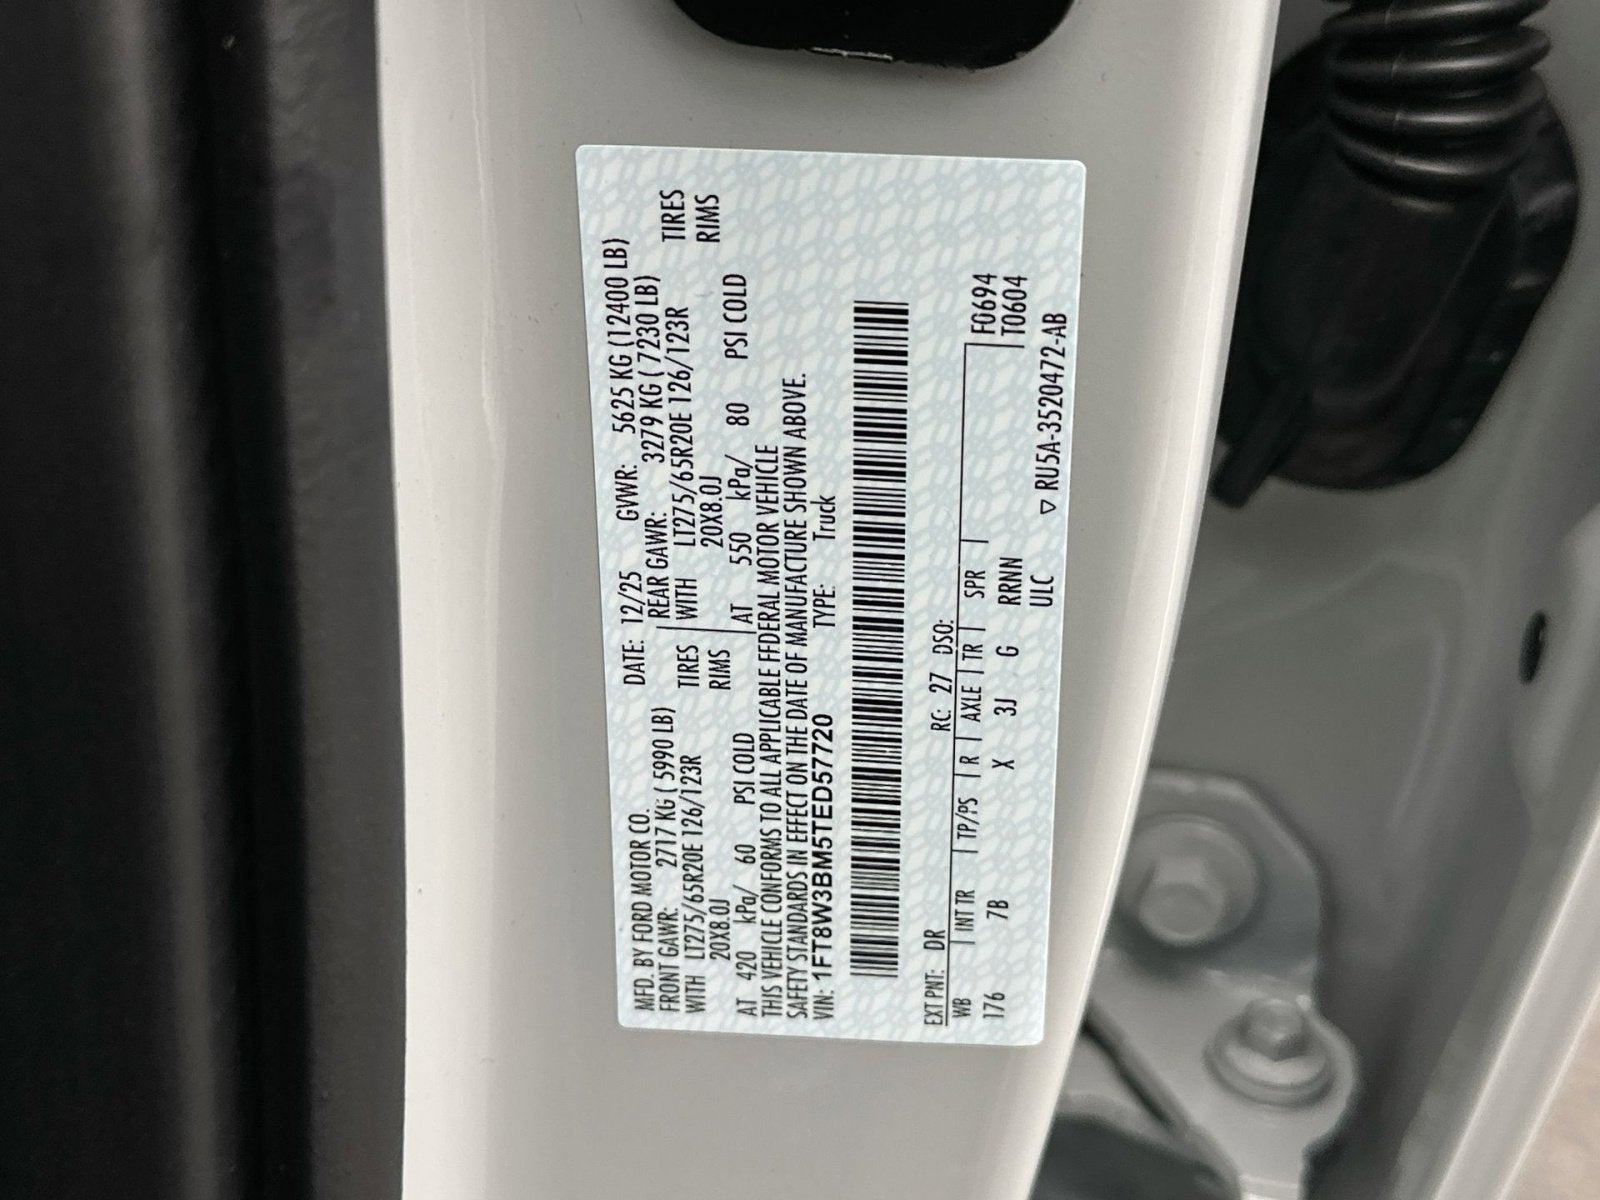 MFD. BY FORD MOTOR CO. DATE: 12/25 GVWR: 5625 KG (12400 LB)
FRONT GAWR: 2717 KG ( 5990 LB) REAR GAWR: 3279 KG ( 7230 LB)
WITH LT275/65R20E 126/123R TIRES WITH LT275/65R20E 126/123R TIRES
20X8.0J RIMS 20X8.0J RIMS
AT 420 kPa/ 60 PSI COLD AT 550 kPa/ 80 PSI COLD
THIS VEHICLE CONFORMS TO ALL APPLICABLE FEDERAL MOTOR VEHICLE
SAFETY STANDARDS IN EFFECT ON THE DATE OF MANUFACTURE SHOWN ABOVE.
VIN: 1FT8W3BM5TED57720 TYPE: Truck
EXT PNT: DR RC: 27 DSO:
WB INT TR TP/PS R AXLE TR SPR F0694
176 7B X 3J G RRNN T0604
ULC ▽ RU5A-3520472-AB